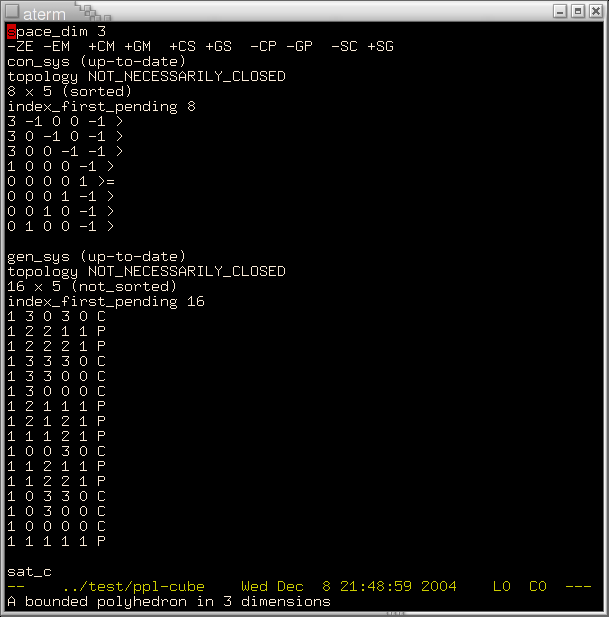 aterm
space_dim 3
-ZE -EM  +CM +GM  +CS +GS  -CP -GP  -SC +SG
con_sys (up-to-date)
topology NOT_NECESSARILY_CLOSED
8 x 5 (sorted)
index_first_pending 8
3 -1 0 0 -1 >
3 0 -1 0 -1 >
3 0 0 -1 -1 >
1 0 0 0 -1 >
0 0 0 0 1 >=
0 0 0 1 -1 >
0 0 1 0 -1 >
0 1 0 0 -1 >
gen_sys (up-to-date)
topology NOT_NECESSARILY_CLOSED
16 x 5 (not_sorted)
index_first_pending 16
1 3 0 3 0 C
1 2 2 1 1 P
1 2 2 2 1 P
1 3 3 3 0 C
1 3 3 0 0 C
1 3 0 0 0 C
1 2 1 1 1 P
1 2 1 2 1 P
1 1 1 2 1 P
1 0 0 3 0 C
1 1 2 1 1 P
1 1 2 2 1 P
1 0 3 3 0 C
1 0 3 0 0 C
1 0 0 0 0 C
1 1 1 1 1 P
sat_c
--    ../test/ppl-cube    Wed Dec  8 21:48:59 2004    L0  C0  ---
A bounded polyhedron in 3 dimensions